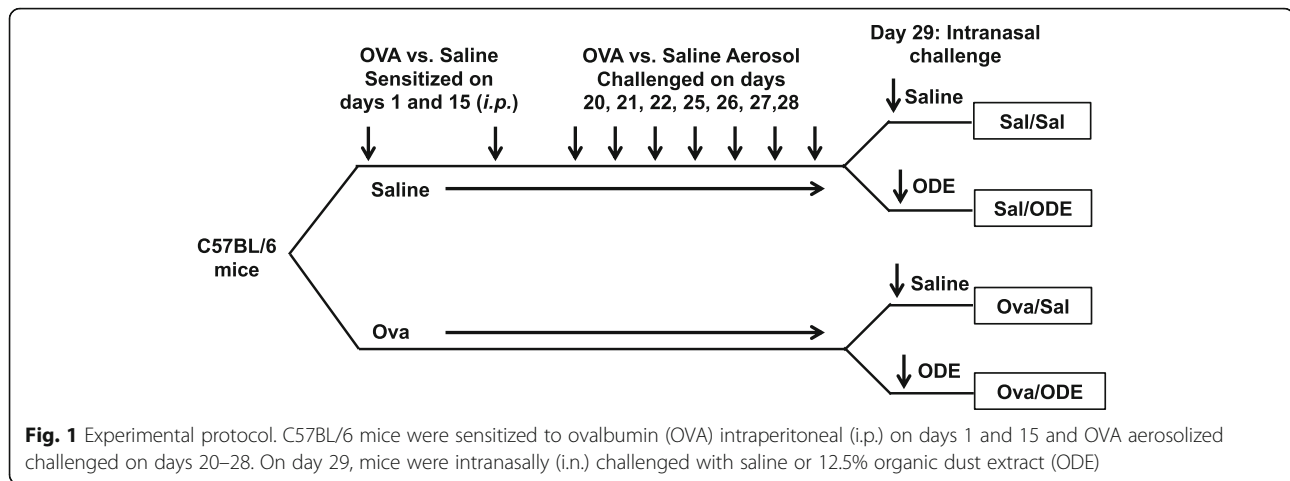 OVA vs. Saline
Sensitized on
days 1 and 15 (i.p.)
OVA vs. Saline Aerosol
Challenged on days
20, 21, 22, 25, 26, 27,28
Day 29: Intranasal
challenge
Saline
Sal/Sal
Saline
ODE
Sal/ODE
C57BL/6
mice
Saline
Ova/Sal
Ova
ODE
Ova/ODE
Fig. 1 Experimental protocol. C57BL/6 mice were sensitized to ovalbumin (OVA) intraperitoneal (i.p.) on days 1 and 15 and OVA aerosolized
challenged on days 20–28. On day 29, mice were intranasally (i.n.) challenged with saline or 12.5% organic dust extract (ODE)